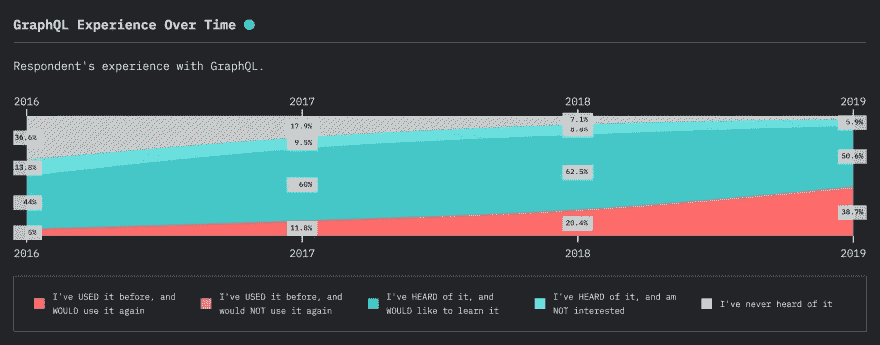 GraphQL Experience Over Time
Respondent's experience with GraphQL.
2016 2017 2018 2019
36.6% 17.9% 7.1% 5.9%
13.8% 9.5%
44% 60% 62.5% 50.6%
5% 11.8% 20.4% 38.7%
2016 2017 2018 2019
I've USED it before, and
WOULD use it again
I've USED it before, and
would NOT use it again
I've HEARD of it, and
WOULD like to learn it
I've HEARD of it, and am
NOT interested
I've never heard of it